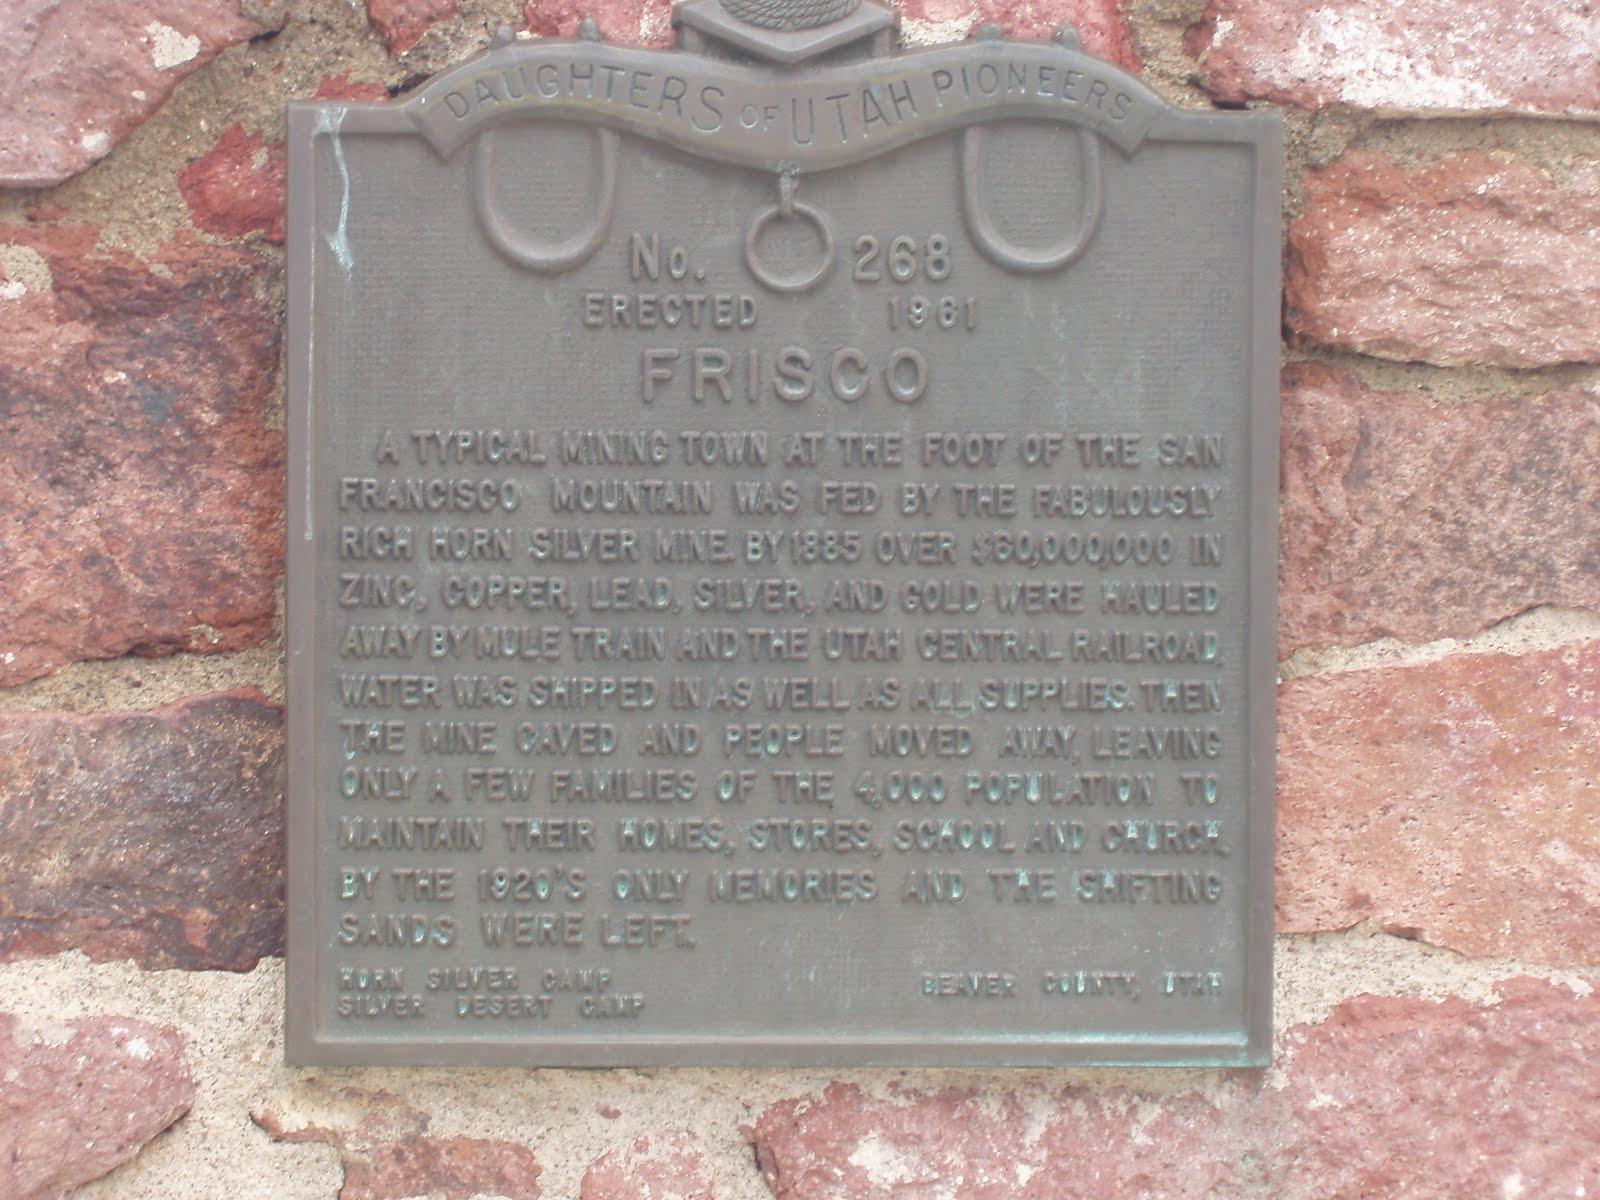 DAUGHTERS OF UTAH PIONEERS
No. 268
ERECTED 1961
FRISCO
A TYPICAL MINING TOWN AT THE FOOT OF THE SAN
FRANCISCO MOUNTAIN WAS FED BY THE FABULOUSLY
RICH HORN SILVER MINE. BY 1885 OVER $60,000,000 IN
ZINC, COPPER, LEAD, SILVER, AND GOLD WERE HAULED
AWAY BY MULE TRAIN AND THE UTAH CENTRAL RAILROAD.
WATER WAS SHIPPED IN AS WELL AS ALL SUPPLIES. THEN
THE MINE CAVED AND PEOPLE MOVED AWAY, LEAVING
ONLY A FEW FAMILIES OF THE 4,000 POPULATION TO
MAINTAIN THEIR HOMES, STORES, SCHOOL AND CHURCH.
BY THE 1920'S ONLY MEMORIES AND THE SHIFTING
SANDS WERE LEFT.
HORN SILVER CAMP BEAVER COUNTY, UTAH
SILVER DESERT CAMP